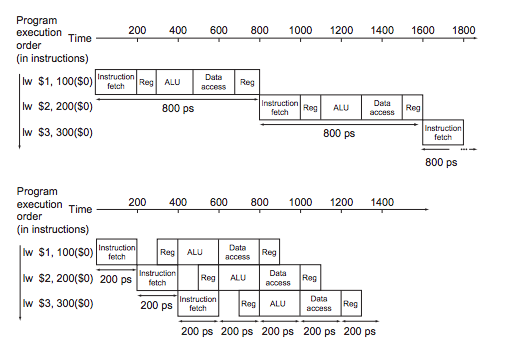 Program
execution
order
(in instructions)
Time
200 400 600 800 1000 1200 1400 1600 1800
lw $1, 100($0)
Instruction fetch
Reg
ALU
Data access
Reg
lw $2, 200($0)
800 ps
Instruction fetch
Reg
ALU
Data access
Reg
lw $3, 300($0)
800 ps
Instruction fetch
...
800 ps
Program
execution
order
(in instructions)
Time
200 400 600 800 1000 1200 1400
lw $1, 100($0)
Instruction fetch
Reg
ALU
Data access
Reg
lw $2, 200($0)
200 ps
Instruction fetch
Reg
ALU
Data access
Reg
lw $3, 300($0)
200 ps
Instruction fetch
Reg
ALU
Data access
Reg
200 ps 200 ps 200 ps 200 ps 200 ps